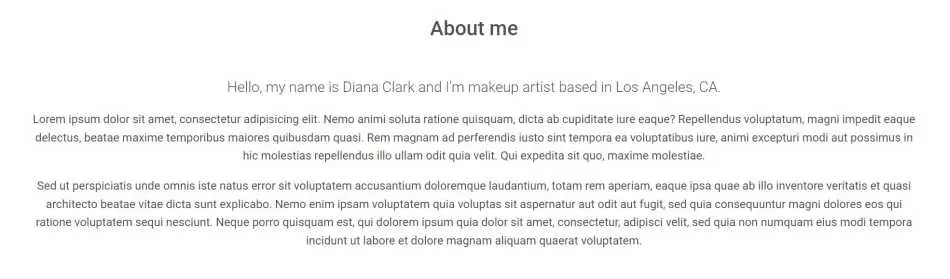 About me
Hello, my name is Diana Clark and I'm makeup artist based in Los Angeles, CA.
Lorem ipsum dolor sit amet, consectetur adipisicing elit. Nemo animi soluta ratione quisquam, dicta ab cupiditate iure eaque? Repellendus voluptatum, magni impedit eaque
delectus, beatae maxime temporibus maiores quibusdam quasi. Rem magnam ad perferendis iusto sint tempora ea voluptatibus iure, animi excepturi modi aut possimus in
hic molestias repellendus illo ullam odit quia velit. Qui expedita sit quo, maxime molestiae.
Sed ut perspiciatis unde omnis iste natus error sit voluptatem accusantium doloremque laudantium, totam rem aperiam, eaque ipsa quae ab illo inventore veritatis et quasi
architecto beatae vitae dicta sunt explicabo. Nemo enim ipsam voluptatem quia voluptas sit aspernatur aut odit aut fugit, sed quia consequuntur magni dolores eos qui
ratione voluptatem sequi nesciunt. Neque porro quisquam est, qui dolorem ipsum quia dolor sit amet, consectetur, adipisci velit, sed quia non numquam eius modi tempora
incidunt ut labore et dolore magnam aliquam quaerat voluptatem.